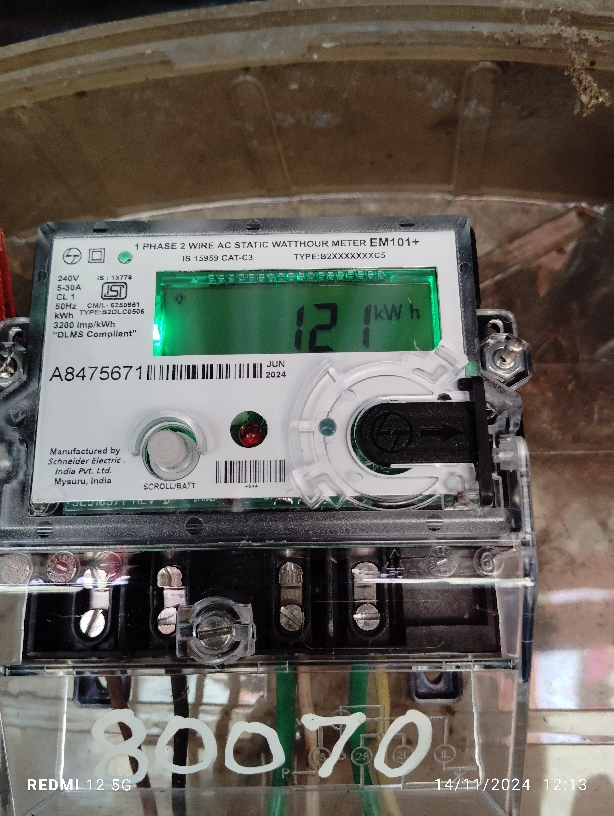 1 PHASE 2 WIRE AC STATIC WATTHOUR METER EM101+
IS 15959 CAT-C3 TYPE:B2XXXXXXXC5
240V IS : 13779
5-30A
CL 1 ISI
50Hz CM/L- 6250861
kWh TYPE:B2DLC0506
3200 imp/kWh
"DLMS Compliant"
121 kWh
A8475671
JUN
2024
Manufactured by
Schneider Electric
India Pvt. Ltd.
Mysuru, India
SCROLL/BATT
80070
REDMI 12 5G
14/11/2024 12:13